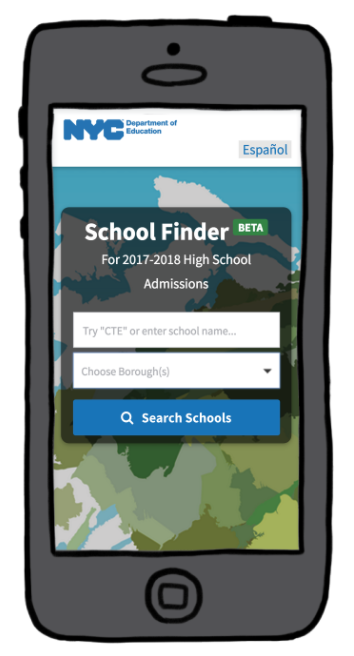 NYC Department of
Education
Español
School Finder BETA
For 2017-2018 High School
Admissions
Try "CTE" or enter school name...
Choose Borough(s)
Search Schools